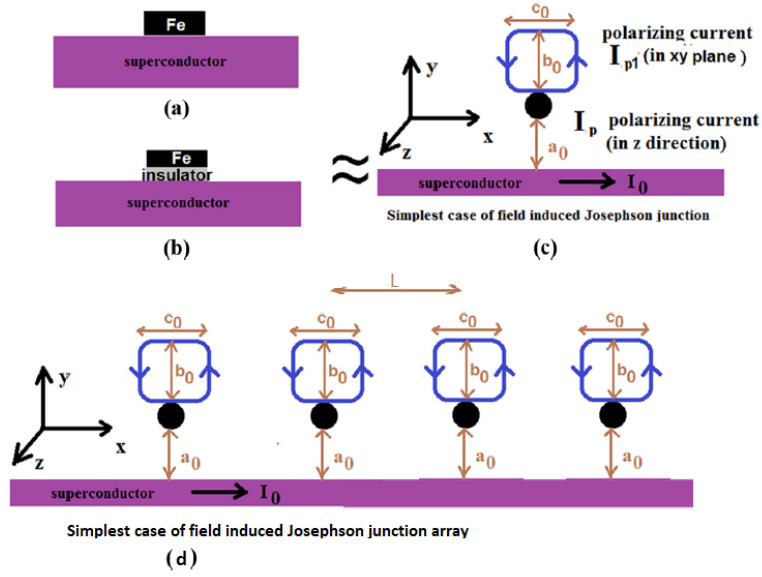 Fe
superconductor
(a)
Fe
insulator
superconductor
(b)
≈
c₀
polarizing current
I_p1 (in xy plane )
b₀
y
x
z
I_p polarizing current
(in z direction)
a₀
superconductor I₀
Simplest case of field induced Josephson junction
(c)
L
c₀ c₀ c₀ c₀
b₀ b₀ b₀ b₀
y
x
z
a₀ a₀ a₀ a₀
superconductor I₀
Simplest case of field induced Josephson junction array
(d)